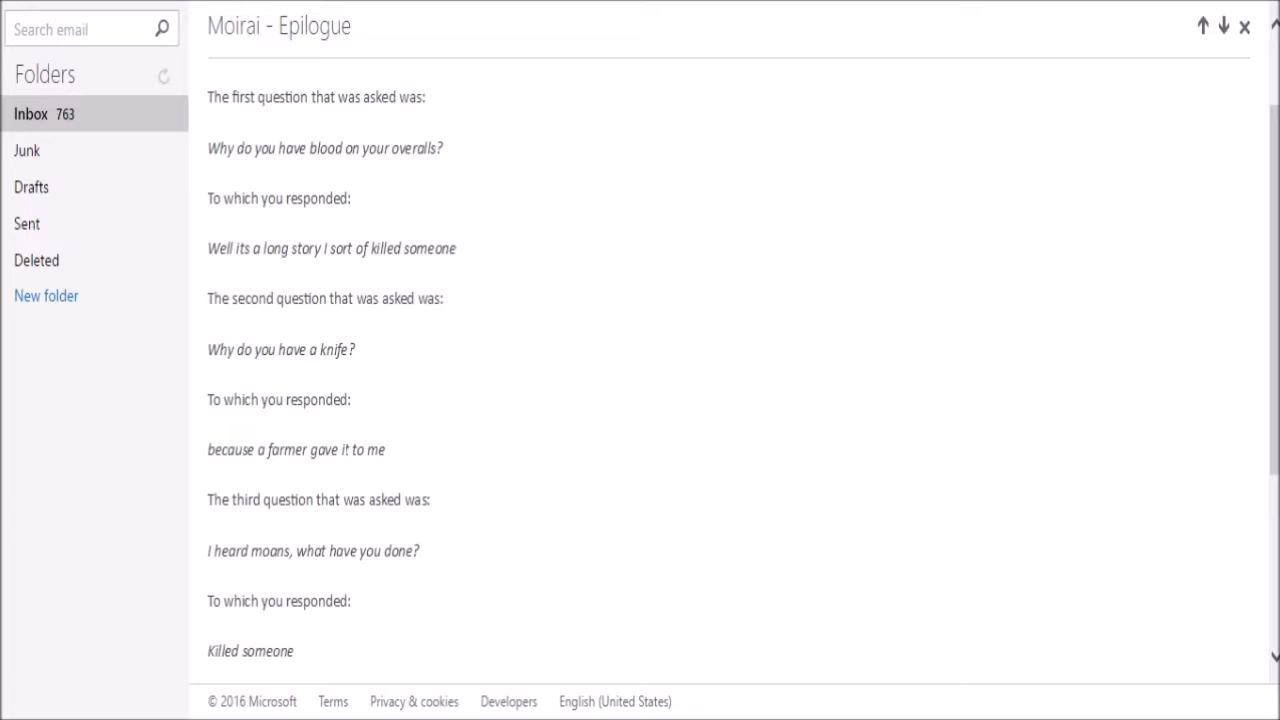 Search email
Folders
Inbox 763
Junk
Drafts
Sent
Deleted
New folder
Moirai - Epilogue
The first question that was asked was:
Why do you have blood on your overalls?
To which you responded:
Well its a long story I sort of killed someone
The second question that was asked was:
Why do you have a knife?
To which you responded:
because a farmer gave it to me
The third question that was asked was:
I heard moans, what have you done?
To which you responded:
Killed someone
© 2016 Microsoft Terms Privacy & cookies Developers English (United States)